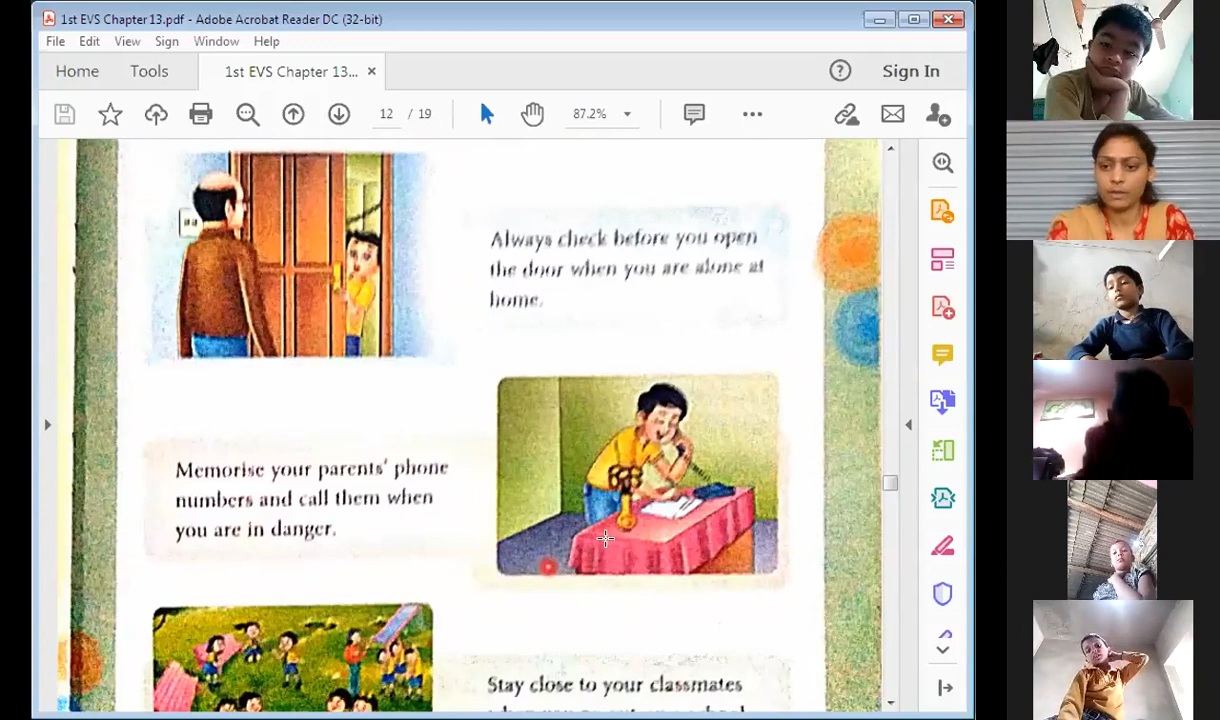 1st EVS Chapter 13.pdf - Adobe Acrobat Reader DC (32-bit)
File Edit View Sign Window Help
Home Tools 1st EVS Chapter 13... × Sign In
12 / 19 87.2%
Always check before you open
the door when you are alone at
home.
Memorise your parents' phone
numbers and call them when
you are in danger.
Stay close to your classmates